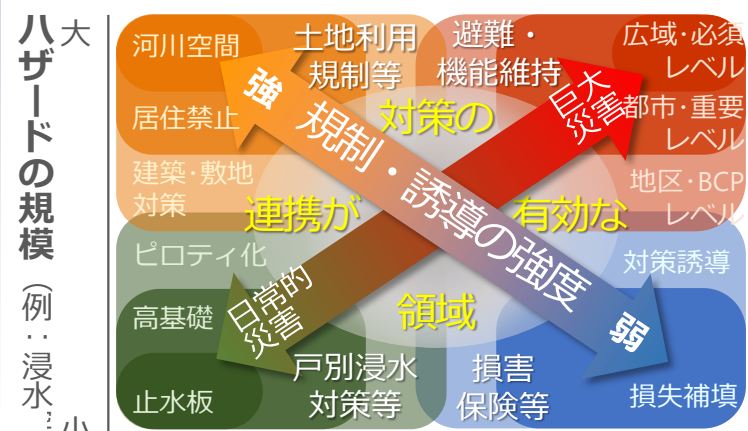 大
ハザードの規模
（例：浸水
小
河川空間
居住禁止
建築・敷地
対策
土地利用
規制等
避難・
機能維持
広域・必須
レベル
都市・重要
レベル
地区・BCP
レベル
強
規制・誘導の強度
弱
巨大
災害
日常的
災害
対策の
連携が
有効な
領域
ピロティ化
高基礎
止水板
戸別浸水
対策等
損害
保険等
対策誘導
損失補填